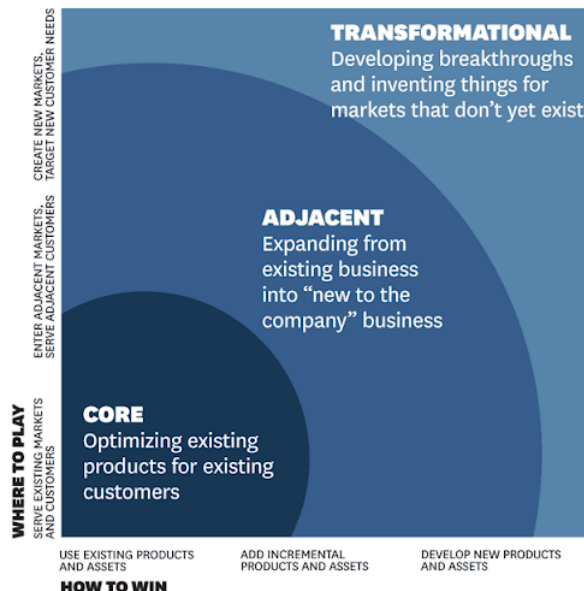 TRANSFORMATIONAL
Developing breakthroughs
and inventing things for
markets that don't yet exist
ADJACENT
Expanding from
existing business
into “new to the
company” business
CORE
Optimizing existing
products for existing
customers
WHERE TO PLAY
CREATE NEW MARKETS,
TARGET NEW CUSTOMER NEEDS
ENTER ADJACENT MARKETS,
SERVE ADJACENT CUSTOMERS
SERVE EXISTING MARKETS
AND CUSTOMERS
USE EXISTING PRODUCTS
AND ASSETS
ADD INCREMENTAL
PRODUCTS AND ASSETS
DEVELOP NEW PRODUCTS
AND ASSETS
HOW TO WIN